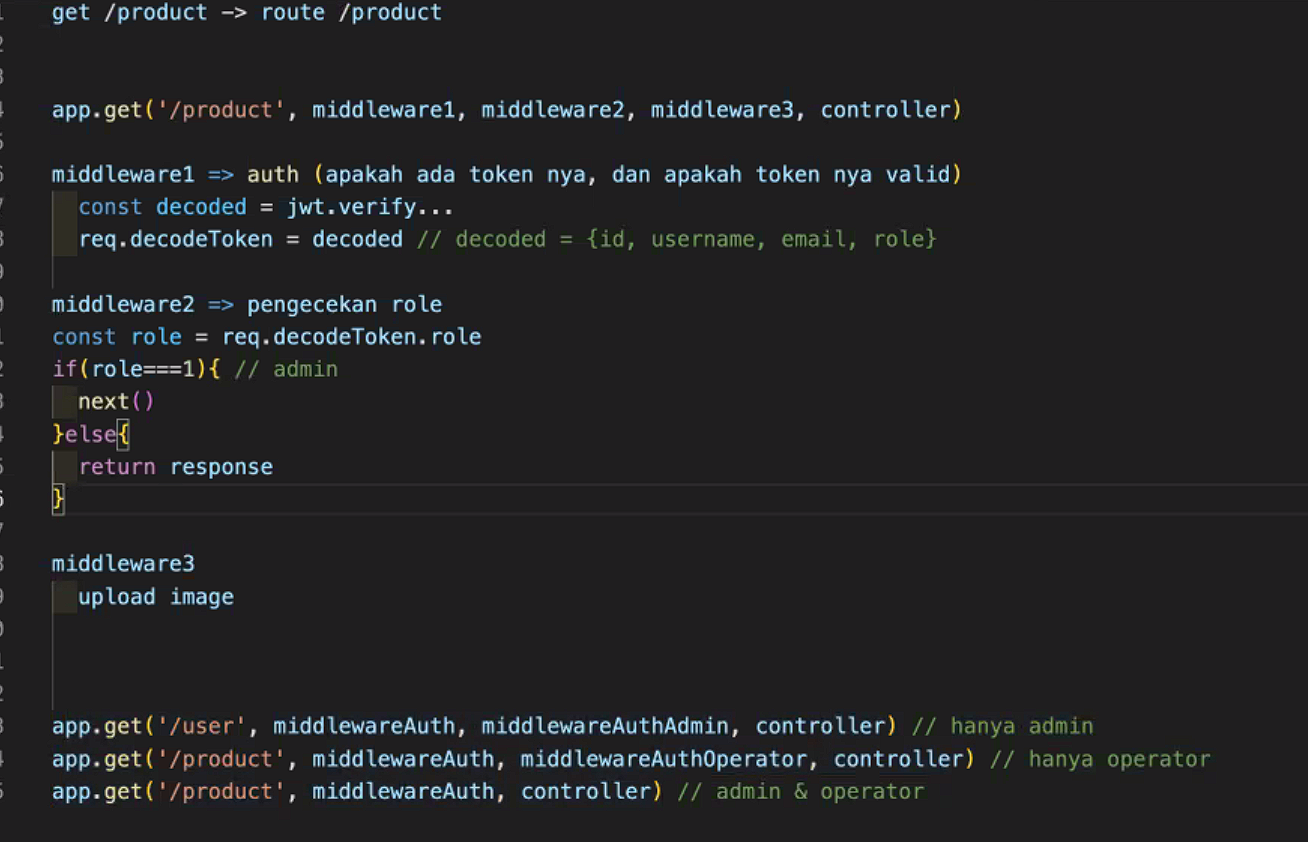 get /product -> route /product
app.get('/product', middleware1, middleware2, middleware3, controller)
middleware1 => auth (apakah ada token nya, dan apakah token nya valid)
const decoded = jwt.verify...
req.decodeToken = decoded // decoded = {id, username, email, role}
middleware2 => pengecekan role
const role = req.decodeToken.role
if(role===1){ // admin
next()
}else{
return response
}
middleware3
upload image
app.get('/user', middlewareAuth, middlewareAuthAdmin, controller) // hanya admin
app.get('/product', middlewareAuth, middlewareAuthOperator, controller) // hanya operator
app.get('/product', middlewareAuth, controller) // admin & operator